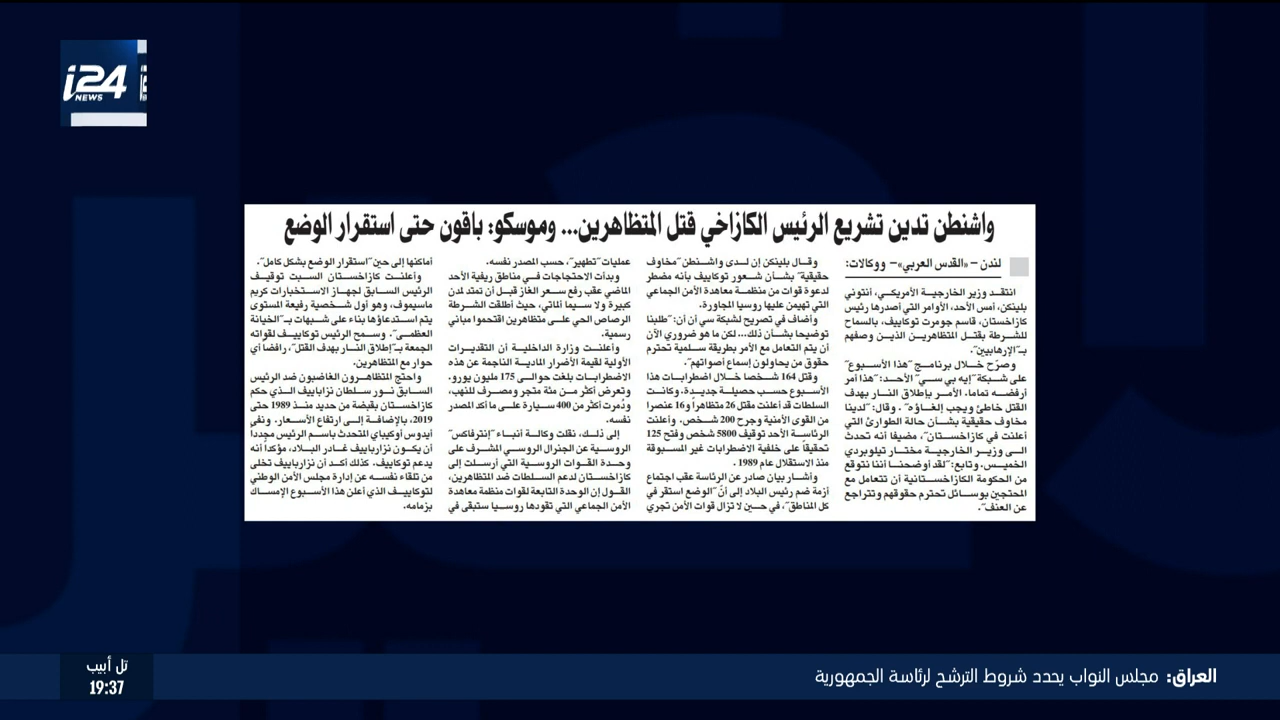 i24
NEWS
واشنطن تدين تشريع الرئيس الكازاخي قتل المتظاهرين... وموسكو: باقون حتى استقرار الوضع
لندن – «القدس العربي»– ووكالات:
انتقد وزير الخارجية الأمريكي، أنتوني
بلينكن، أمس الأحد، الأوامر التي أصدرها رئيس
كازاخستان، قاسم جومرت توكاييف، بالسماح
للشرطة بقتل المتظاهرين الذين وصفهم
بـ"الإرهابيين".
وصرّح خلال برنامج "هذا الأسبوع"
على شبكة "إيه بي سي" الأحد: "هذا أمر
أرفضه تماما، الأمر بإطلاق النار بهدف
القتل خاطئ ويجب إلغاؤه" . وقال: "لدينا
مخاوف حقيقية بشأن حالة الطوارئ التي
أعلنت في كازاخستان"، مضيفا أنه تحدث
إلى وزير الخارجية مختار تيلوبردي
الخميس، وتابع: "لقد أوضحنا أننا نتوقع
من الحكومة الكازاخستانية أن تتعامل مع
المحتجين بوسائل تحترم حقوقهم وتتراجع
عن العنف".
وقال بلينكن إن لدى واشنطن "مخاوف
حقيقية" بشأن شعور توكاييف بأنه مضطر
لدعوة قوات من منظمة معاهدة الأمن الجماعي
التي تهيمن عليها روسيا المجاورة.
وأضاف في تصريح لشبكة سي أن أن: "طلبنا
توضيحا بشأن ذلك... لكن ما هو ضروري الآن
أن يتم التعامل مع الأمر بطريقة سلمية تحترم
حقوق من يحاولون إسماع أصواتهم".
وقتل 164 شخصا خلال اضطرابات هذا
الأسبوع حسب حصيلة جديدة. وكانت
السلطات قد أعلنت مقتل 26 متظاهراً و16 عنصرا
من القوى الأمنية وجرح 200 شخص، وأعلنت
الرئاسة الأحد توقيف 5800 شخص وفتح 125
تحقيقاً على خلفية الاضطرابات غير المسبوقة
منذ الاستقلال عام 1989 .
وأشار بيان صادر عن الرئاسة عقب اجتماع
أزمة ضم رئيس البلاد إلى أنّ "الوضع استقر في
كل المناطق"، في حين لا تزال قوات الأمن تجري
عمليات "تطهير"، حسب المصدر نفسه.
وبدأت الاحتجاجات في مناطق ريفية الأحد
الماضي عقب رفع سعر الغاز قبل أن تمتد لمدن
كبيرة ولا سيما ألماتي، حيث أطلقت الشرطة
الرصاص الحي على متظاهرين اقتحموا مباني
رسمية.
وأعلنت وزارة الداخلية أن التقديرات
الأولية لقيمة الأضرار المادية الناجمة عن هذه
الاضطرابات بلغت حوالى 175 مليون يورو.
وتعرض أكثر من مئة متجر ومصرف للنهب،
ودُمرت أكثر من 400 سيارة على ما أكد المصدر
نفسه.
إلى ذلك، نقلت وكالة أنباء "إنترفاكس"
الروسية عن الجنرال الروسي المشرف على
وحدة القوات الروسية التي أرسلت إلى
كازاخستان لدعم السلطات ضد المتظاهرين،
القول إن الوحدة التابعة لقوات منظمة معاهدة
الأمن الجماعي التي تقودها روسيا ستبقى في
أماكنها إلى حين "استقرار الوضع بشكل كامل".
وأعلنت كازاخستان السبت توقيف
الرئيس السابق لجهاز الاستخبارات كريم
ماسيموف، وهو أول شخصية رفيعة المستوى
يتم استدعاؤها بناء على شبهات بـ"الخيانة
العظمى". وسمح الرئيس توكاييف لقواته
الجمعة بـ"إطلاق النار بهدف القتل"، رافضا أي
حوار مع المتظاهرين.
واحتج المتظاهرون الغاضبون ضد الرئيس
السابق نور سلطان نزاباييف الذي حكم
كازاخستان بقبضة من حديد منذ 1989 حتى
2019، بالإضافة إلى ارتفاع الأسعار. ونفى
أيدوس أوكيباي المتحدث باسم الرئيس مجدداً
أن يكون نزارباييف غادر البلاد، مؤكداً أنه
يدعم توكاييف. كذلك أكد أن نزارباييف تخلى
من تلقاء نفسه عن إدارة مجلس الأمن الوطني
لتوكاييف الذي أعلن هذا الأسبوع الإمساك
بزمامه.
العراق: مجلس النواب يحدد شروط الترشح لرئاسة الجمهورية
تل أبيب
19:37